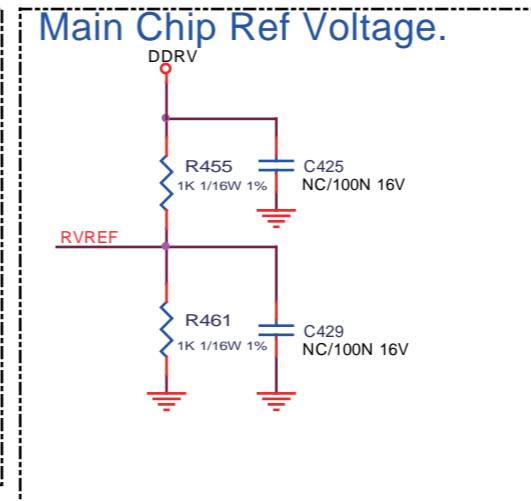 Main Chip Ref Voltage.
DDRV
R455
1K 1/16W 1%
C425
NC/100N 16V
RVREF
R461
1K 1/16W 1%
C429
NC/100N 16V